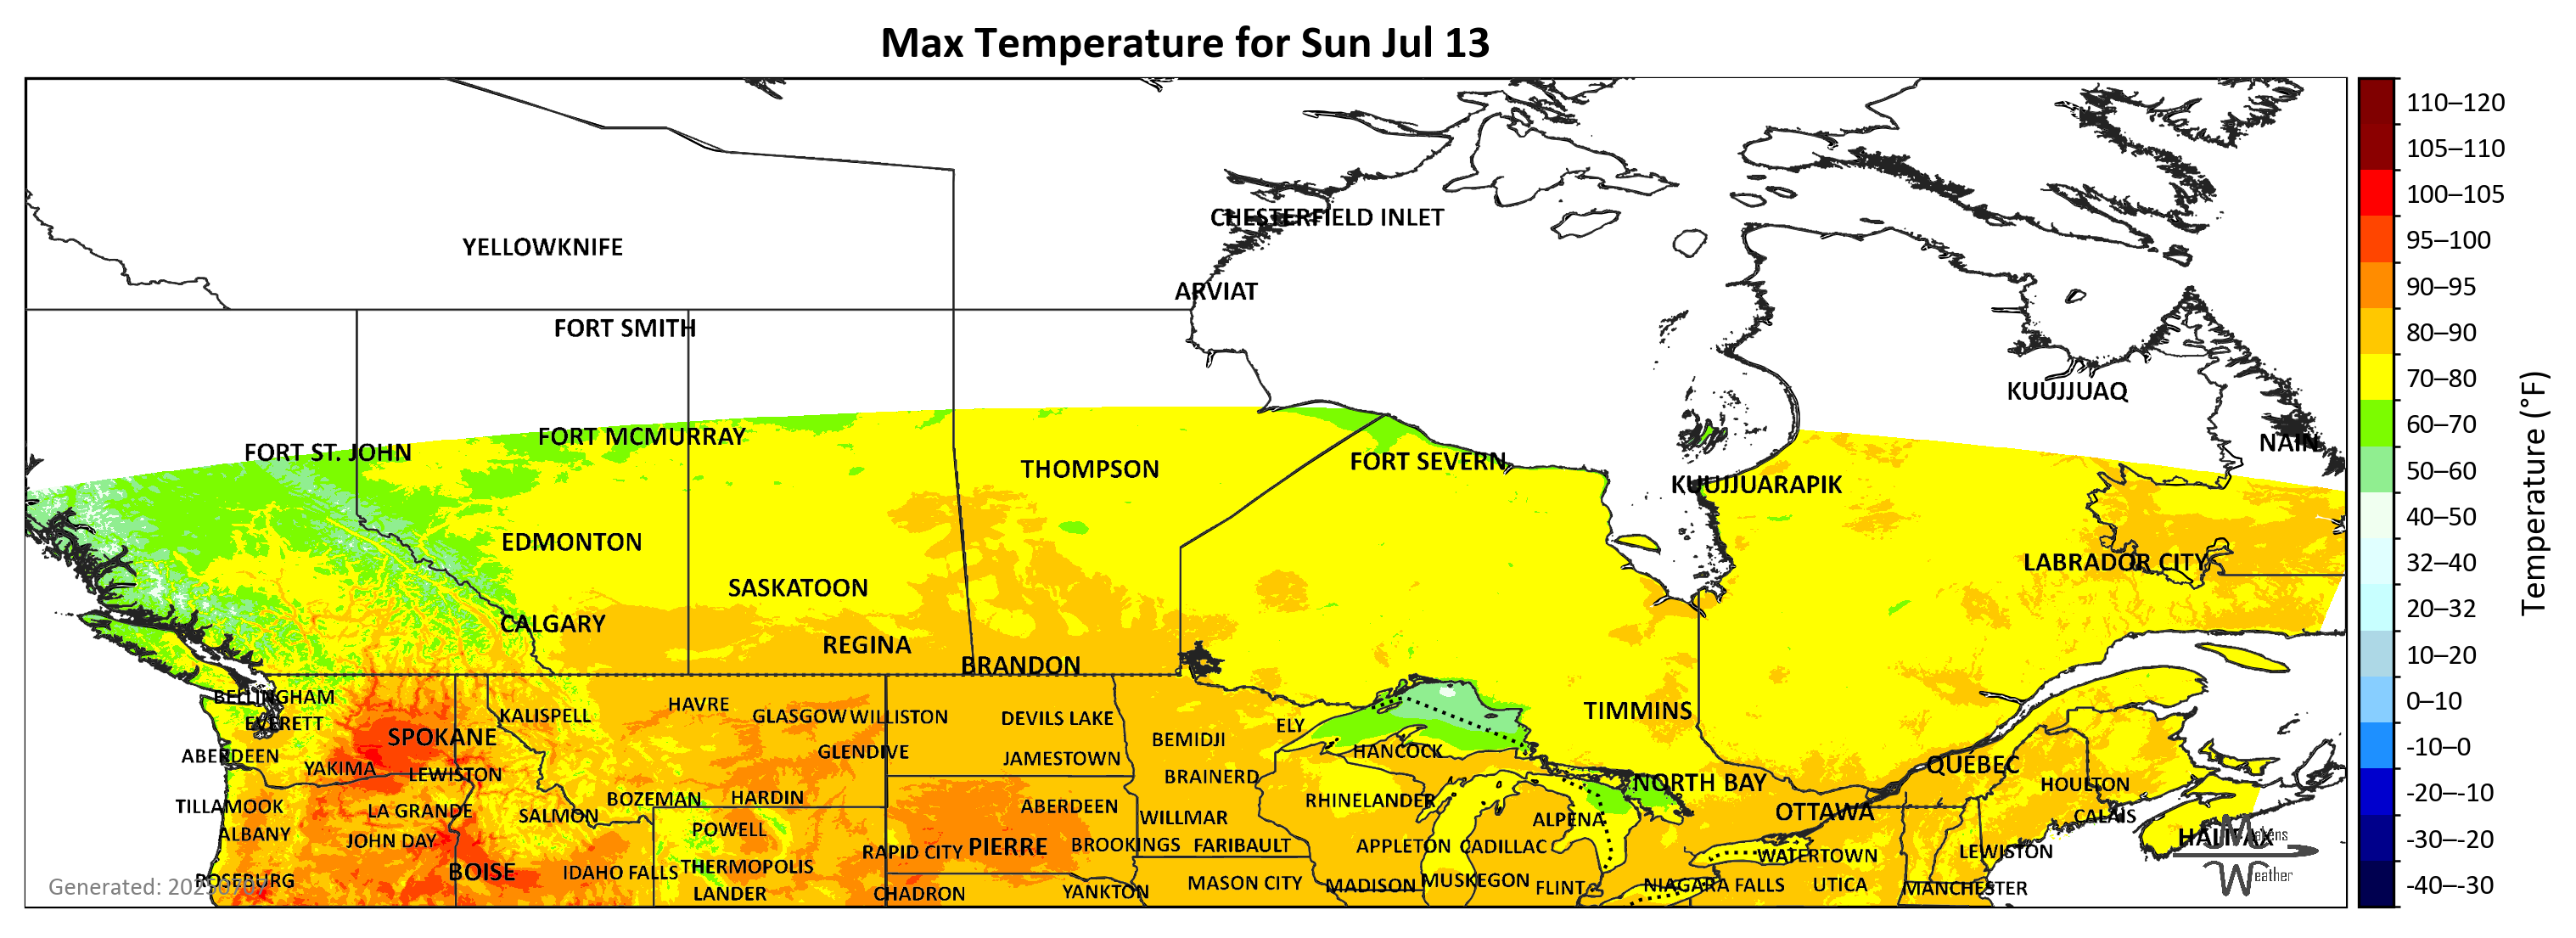 Max Temperature for Sun Jul 13
CHESTERFIELD INLET
YELLOWKNIFE
ARVIAT
FORT SMITH
KUUJJUAQ
FORT MCMURRAY
NAIN
FORT ST. JOHN
FORT SEVERN
THOMPSON
KUUJJUARAPIK
EDMONTON
LABRADOR CITY
SASKATOON
CALGARY
REGINA
BRANDON
BELLINGHAM
HAVRE
KALISPELL
GLASGOW WILLISTON
DEVILS LAKE
TIMMINS
EVERETT
ELY
SPOKANE
BEMIDJI
HANCOCK
GLENDIVE
ABERDEEN
JAMESTOWN
QUÉBEC
YAKIMA
LEWISTON
BRAINERD
NORTH BAY
HOULTON
BOZEMAN
HARDIN
RHINELANDER
TILLAMOOK
ABERDEEN
LA GRANDE
SALMON
OTTAWA
CALAIS
WILLMAR
ALPENA
POWELL
ALBANY
HALIFAX
JOHN DAY
BROOKINGS
FARIBAULT
APPLETON
CADILLAC
PIERRE
RAPID CITY
LEWISTON
WATERTOWN
THERMOPOLIS
BOISE
IDAHO FALLS
ROSEBURG
MUSKEGON
MASON CITY
MADISON
NIAGARA FALLS
UTICA
FLINT
MANCHESTER
YANKTON
LANDER
CHADRON
Generated: 20250707
Makens
Weather
110–120
105–110
100–105
95–100
90–95
80–90
70–80
60–70
50–60
40–50
32–40
20–32
10–20
0–10
-10–0
-20–-10
-30–-20
-40–-30
Temperature (°F)